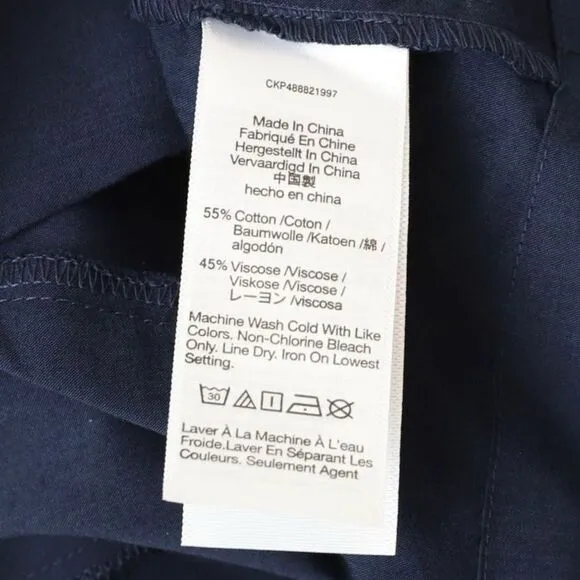 CKP488821997
Made In China
Fabriqué En Chine
Hergestellt In China
Vervaardigd In China
中国製
hecho en china
55% Cotton /Coton /
Baumwolle /Katoen /綿 /
algodón
45% Viscose /Viscose /
Viskose /Viscose /
レーヨン /viscosa
Machine Wash Cold With Like
Colors. Non-Chlorine Bleach
Only. Line Dry. Iron On Lowest
Setting.
30
Laver À La Machine À L'eau
Froide.Laver En Séparant Les
Couleurs. Seulement Agent